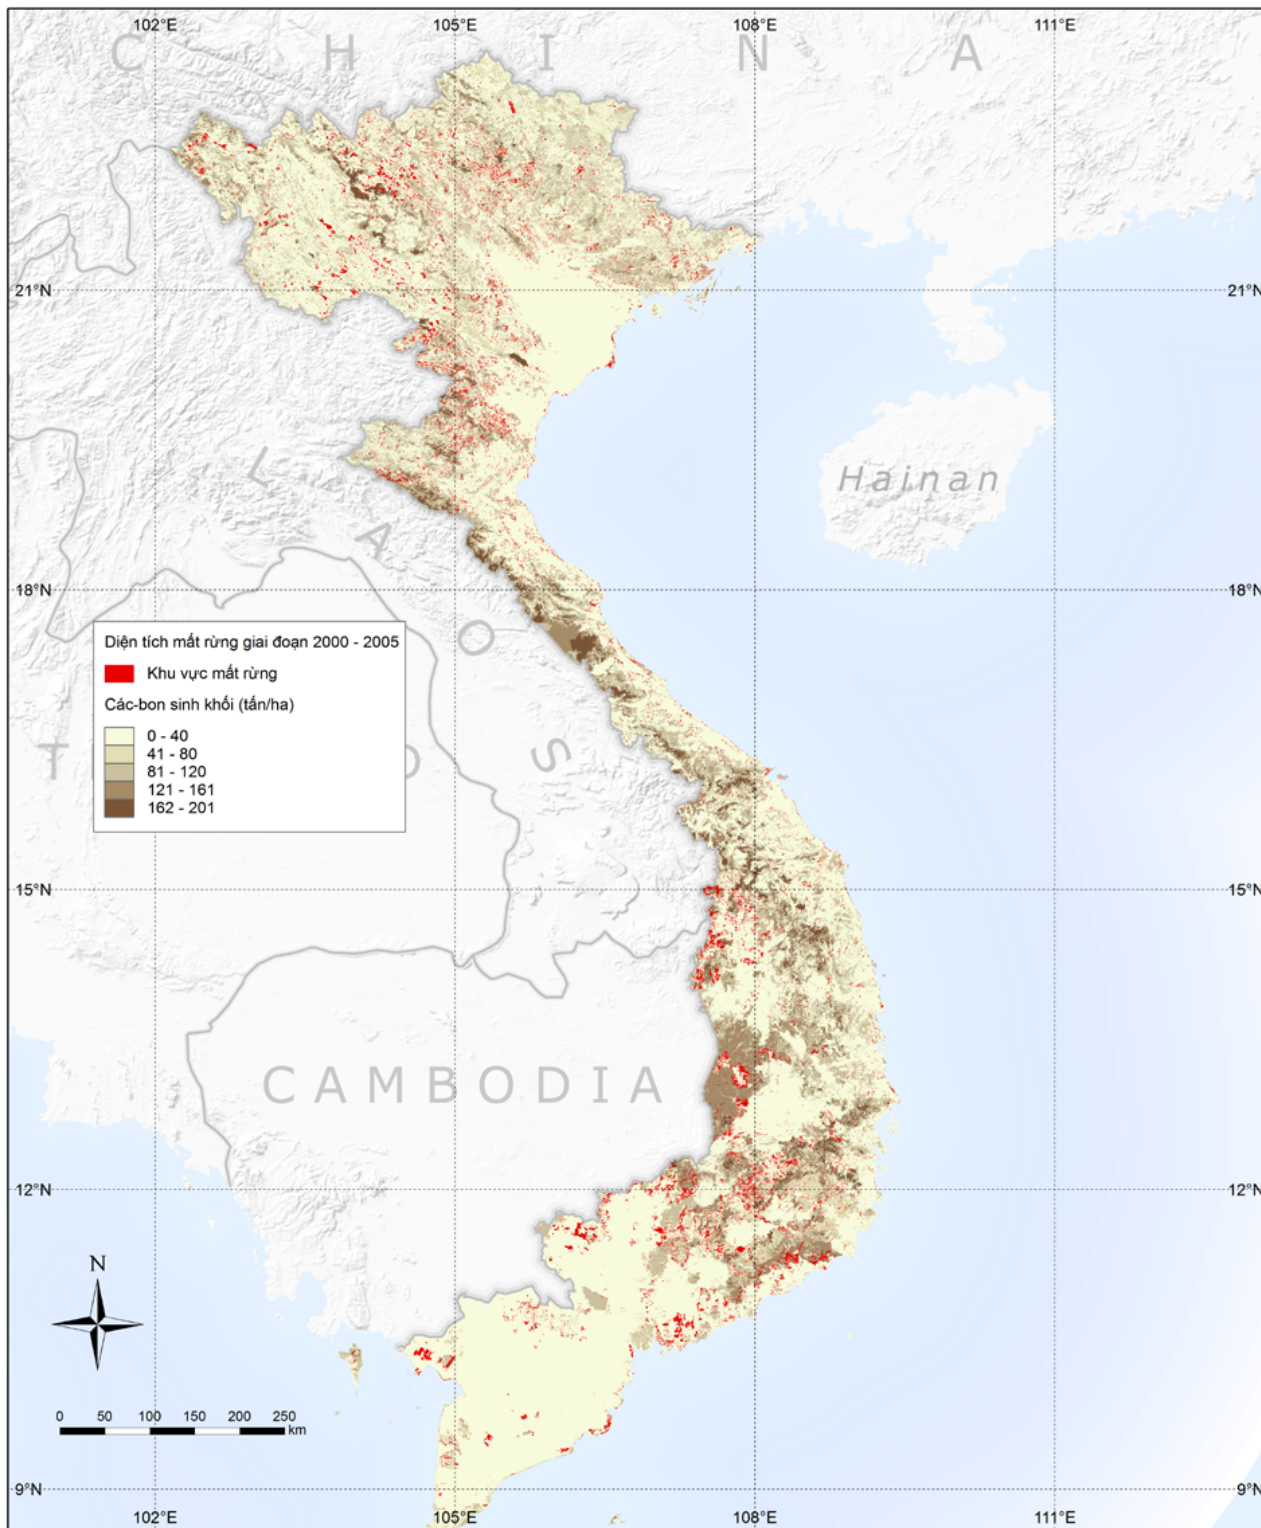 102°E 105°E 108°E 111°E
CHINA
21°N 21°N
Hainan
LAOS
18°N 18°N
Diện tích mất rừng giai đoạn 2000 - 2005
Khu vực mất rừng
Các-bon sinh khối (tấn/ha)
0 - 40
41 - 80
81 - 120
121 - 161
162 - 201
T
D
15°N 15°N
CAMBODIA
12°N 12°N
N
0 50 100 150 200 250
km
9°N 9°N
102°E 105°E 108°E 111°E